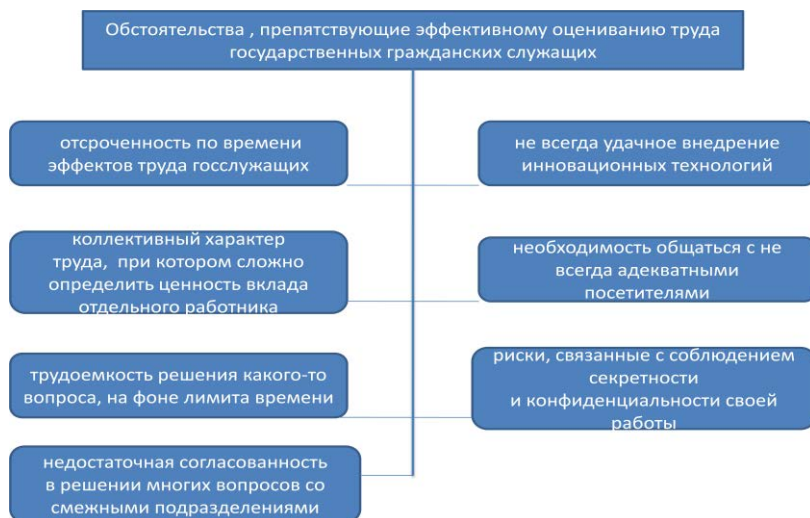 Обстоятельства , препятствующие эффективному оцениванию труда
государственных гражданских служащих
отсроченность по времени
эффектов труда госслужащих
не всегда удачное внедрение
инновационных технологий
коллективный характер
труда, при котором сложно
определить ценность вклада
отдельного работника
необходимость общаться с не
всегда адекватными
посетителями
трудоемкость решения какого-то
вопроса, на фоне лимита времени
риски, связанные с соблюдением
секретности
и конфиденциальности своей
работы
недостаточная согласованность
в решении многих вопросов со
смежными подразделениями